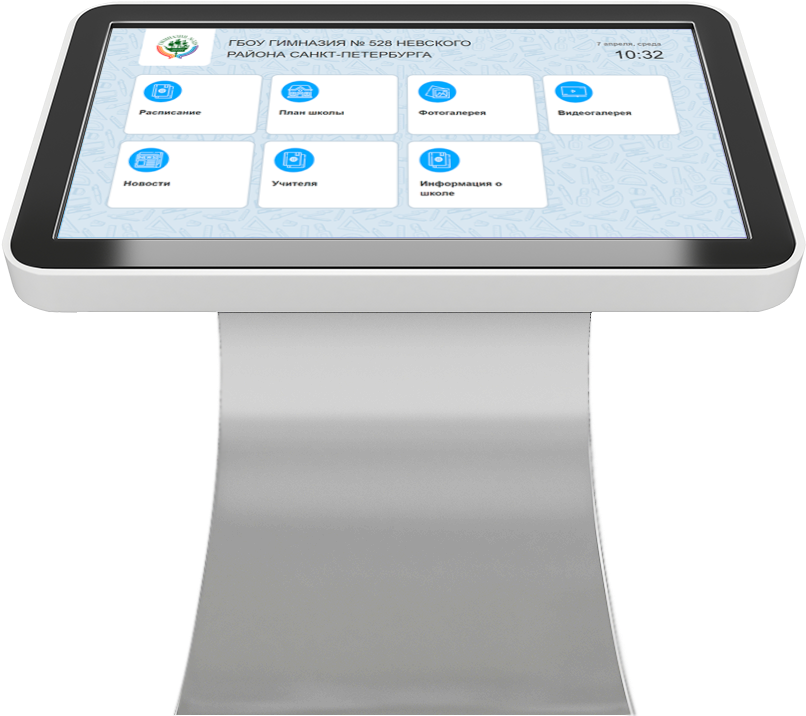 ГБОУ ГИМНАЗИЯ № 528 НЕВСКОГО
РАЙОНА САНКТ-ПЕТЕРБУРГА
7 апреля, среда
10:32
Расписание
План школы
Фотогалерея
Видеогалерея
Новости
Учителя
Информация о
школе